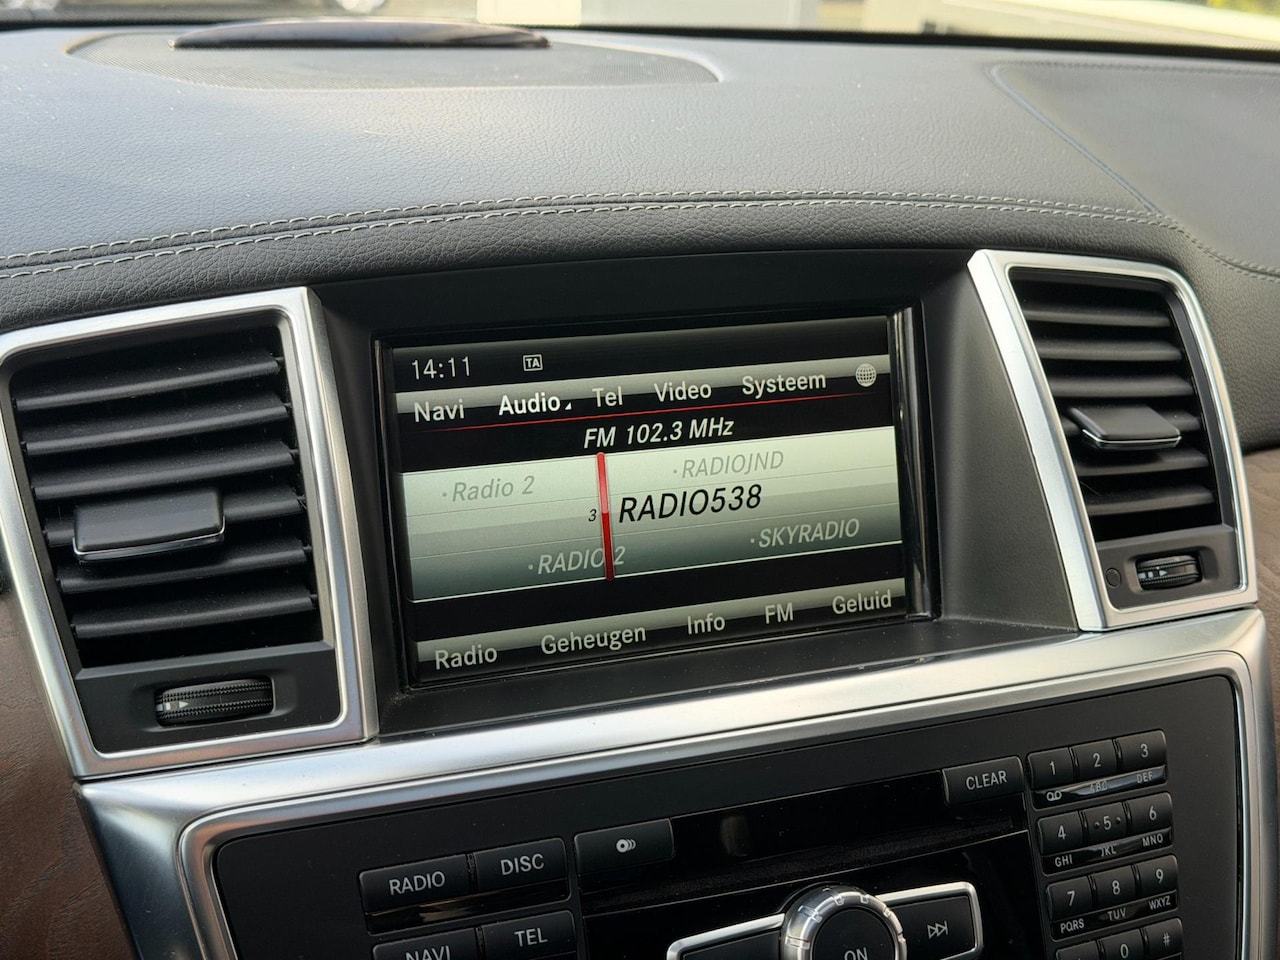 14:11 TA
Navi Audio Tel Video Systeem
FM 102.3 MHz
Radio 2 RADIOJND
3 RADIO538
RADIO 2 SKYRADIO
Radio Geheugen Info FM Geluid
CLEAR
1 2 3
ABC DEF
4 5 6
GHI JKL MNO
7 8 9
PQRS TUV WXYZ
0 #
RADIO DISC
NAVI TEL
ON